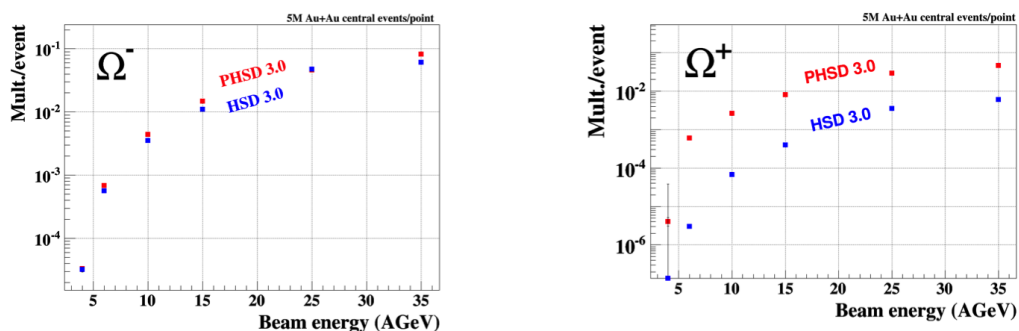 5M Au+Au central events/point
Mult./event
Ω⁻
PHSD 3.0
HSD 3.0
10⁻¹
10⁻²
10⁻³
10⁻⁴
5 10 15 20 25 30 35
Beam energy (AGeV)
5M Au+Au central events/point
Mult./event
Ω⁺
PHSD 3.0
HSD 3.0
10⁻²
10⁻⁴
10⁻⁶
5 10 15 20 25 30 35
Beam energy (AGeV)